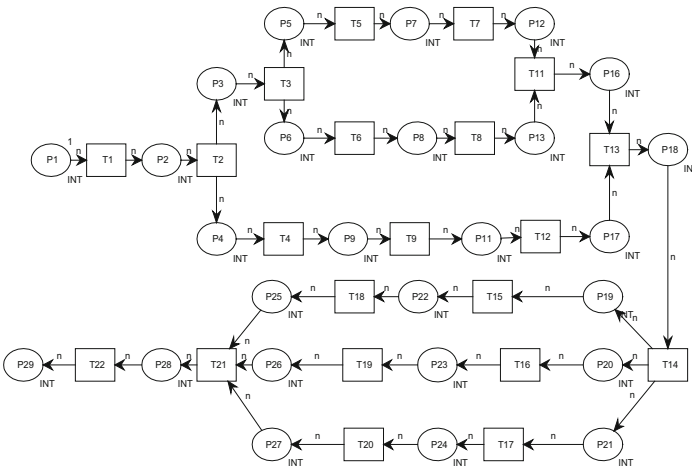 P5 n T5 n P7 n T7 n P12
INT n INT n INT
P3 n T3 T11 n P16
INT n n INT
P6 n T6 n P8 n T8 n P13 n
INT INT INT
1
P1 n T1 n P2 n T2 T13 n P18
INT INT INT
n n
P4 n T4 n P9 n T9 n P11 n T12 n P17
INT INT INT INT
n
P25 n T18 n P22 n T15 n P19
INT INT INT n
n
P29 n T22 n P28 n T21 n P26 n T19 n P23 n T16 n P20 n T14
INT INT INT INT INT
n n
P27 n T20 n P24 n T17 n P21
INT INT INT